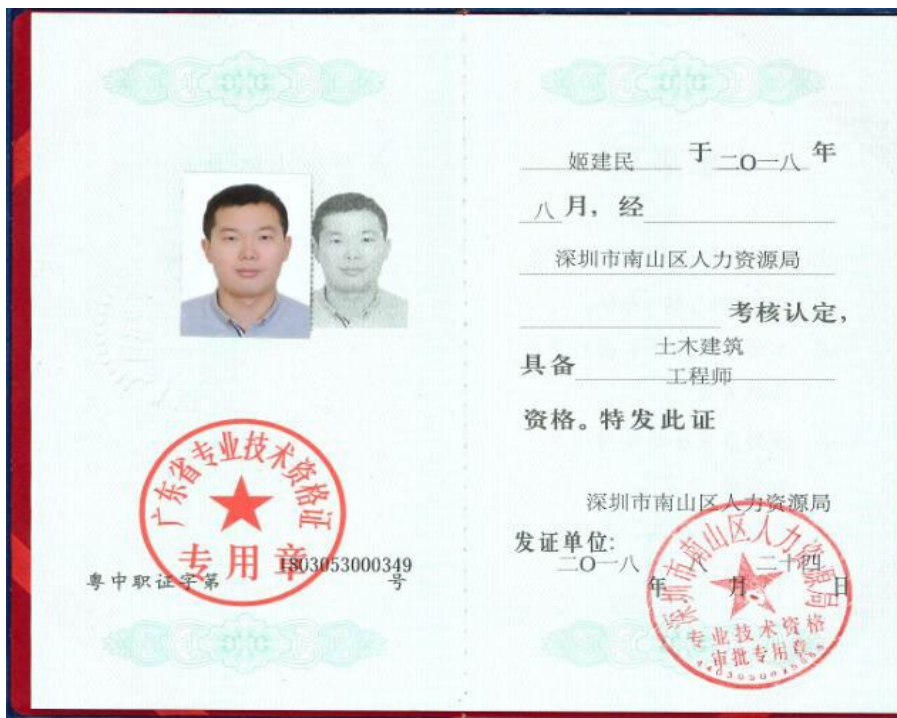 广东省专业技术资格证
专用章
粤中职证字第 1803053000349 号
姬建民 于 二O一八 年
八 月，经
深圳市南山区人力资源局
考核认定，
具备 土木建筑
工程师
资格。特发此证
深圳市南山区人力资源局
发证单位：
二O一八 年 八 月 二十四 日
深圳市南山区人力资源局
专业技术资格
审批专用章